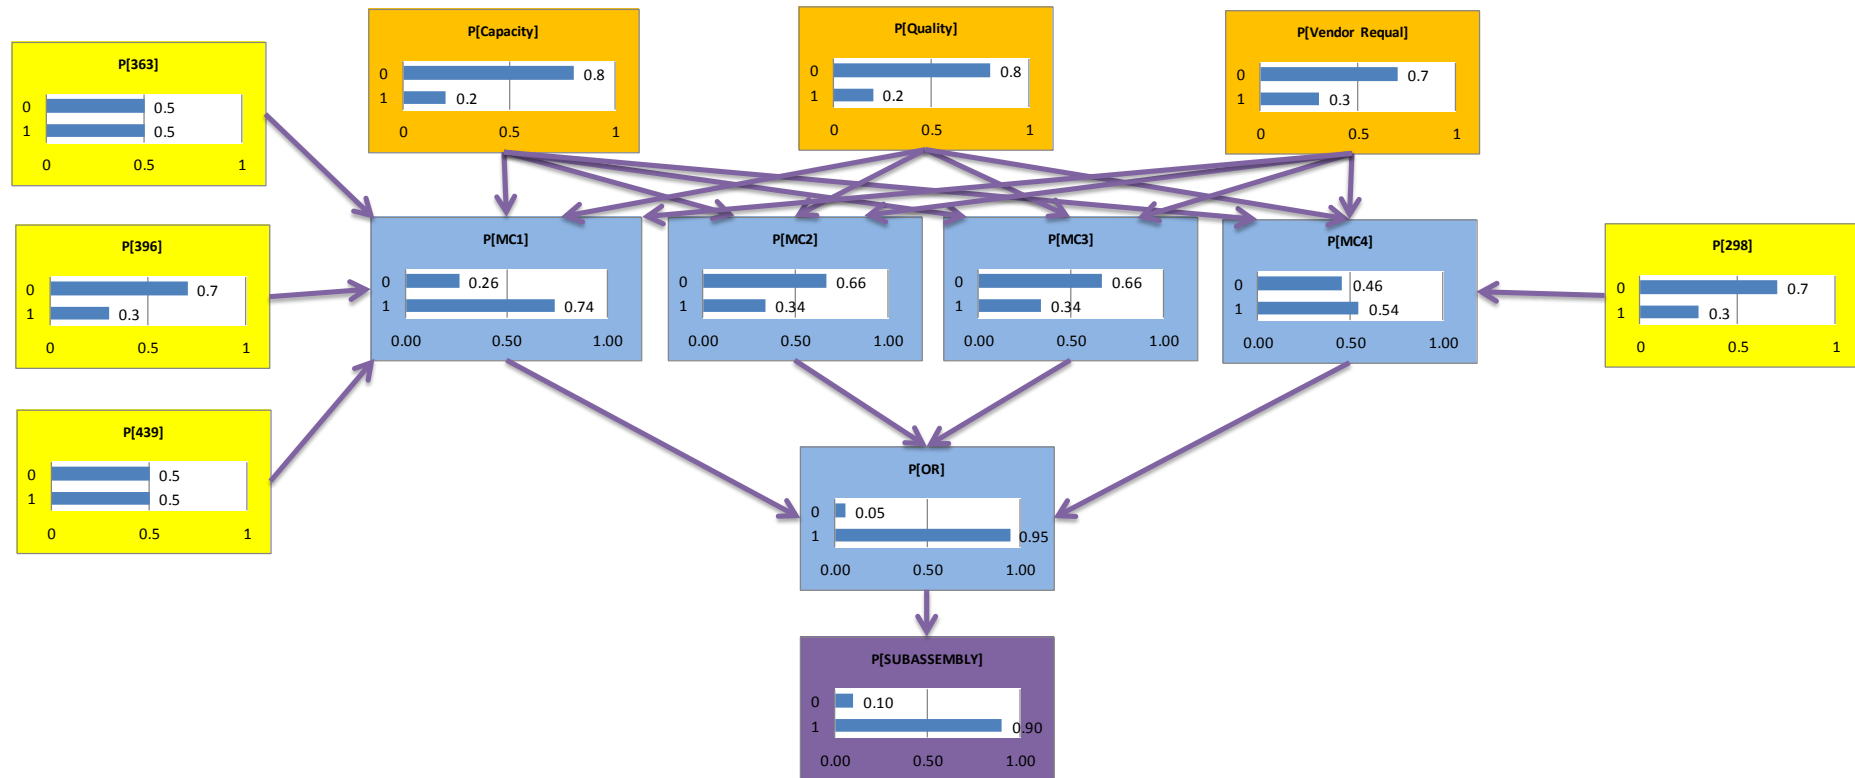 P[363]
0 0.5
1 0.5
0 0.5 1
P[Capacity]
0 0.8
1 0.2
0 0.5 1
P[Quality]
0 0.8
1 0.2
0 0.5 1
P[Vendor Requal]
0 0.7
1 0.3
0 0.5 1
P[396]
0 0.7
1 0.3
0 0.5 1
P[MC1]
0 0.26
1 0.74
0.00 0.50 1.00
P[MC2]
0 0.66
1 0.34
0.00 0.50 1.00
P[MC3]
0 0.66
1 0.34
0.00 0.50 1.00
P[MC4]
0 0.46
1 0.54
0.00 0.50 1.00
P[298]
0 0.7
1 0.3
0 0.5 1
P[439]
0 0.5
1 0.5
0 0.5 1
P[OR]
0 0.05
1 0.95
0.00 0.50 1.00
P[SUBASSEMBLY]
0 0.10
1 0.90
0.00 0.50 1.00